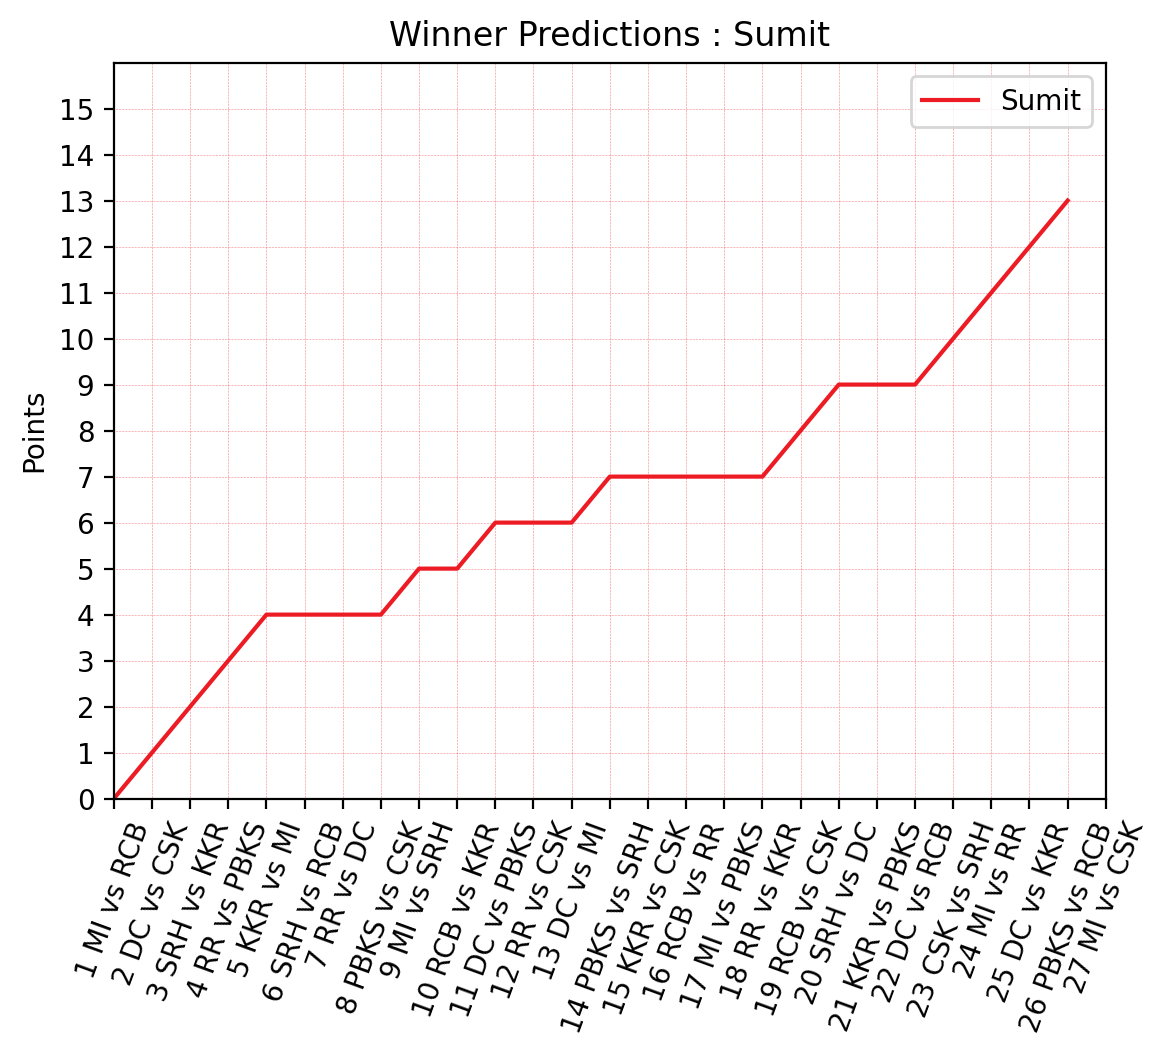 Winner Predictions : Sumit
Sumit
Points
15
14
13
12
11
10
9
8
7
6
5
4
3
2
1
0
1 MI vs RCB
2 DC vs CSK
3 SRH vs KKR
4 RR vs PBKS
5 KKR vs MI
6 SRH vs RCB
7 RR vs DC
8 PBKS vs CSK
9 MI vs SRH
10 RCB vs KKR
11 DC vs PBKS
12 RR vs CSK
13 DC vs MI
14 PBKS vs SRH
15 KKR vs CSK
16 RCB vs RR
17 MI vs PBKS
18 RR vs KKR
19 RCB vs CSK
20 SRH vs DC
21 KKR vs PBKS
22 DC vs RCB
23 CSK vs SRH
24 MI vs RR
25 DC vs KKR
26 PBKS vs RCB
27 MI vs CSK